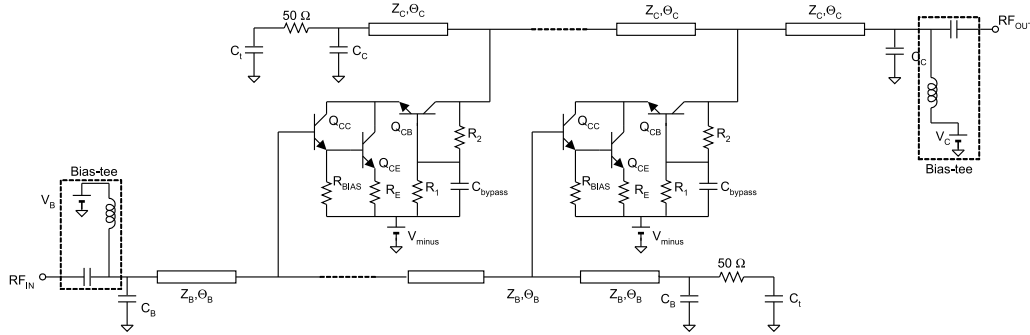 Z_C,Θ_C Z_C,Θ_C Z_C,Θ_C
50 Ω
RF_OUT
C_t C_C C_C
Q_CC Q_CB R_2 Q_CC Q_CB R_2
V_C
Q_CE Q_CE
Bias-tee Bias-tee
R_BIAS R_E R_1 C_bypass R_BIAS R_E R_1 C_bypass
V_B
V_minus V_minus
50 Ω
RF_IN
Z_B,Θ_B Z_B,Θ_B Z_B,Θ_B
C_B C_B C_t